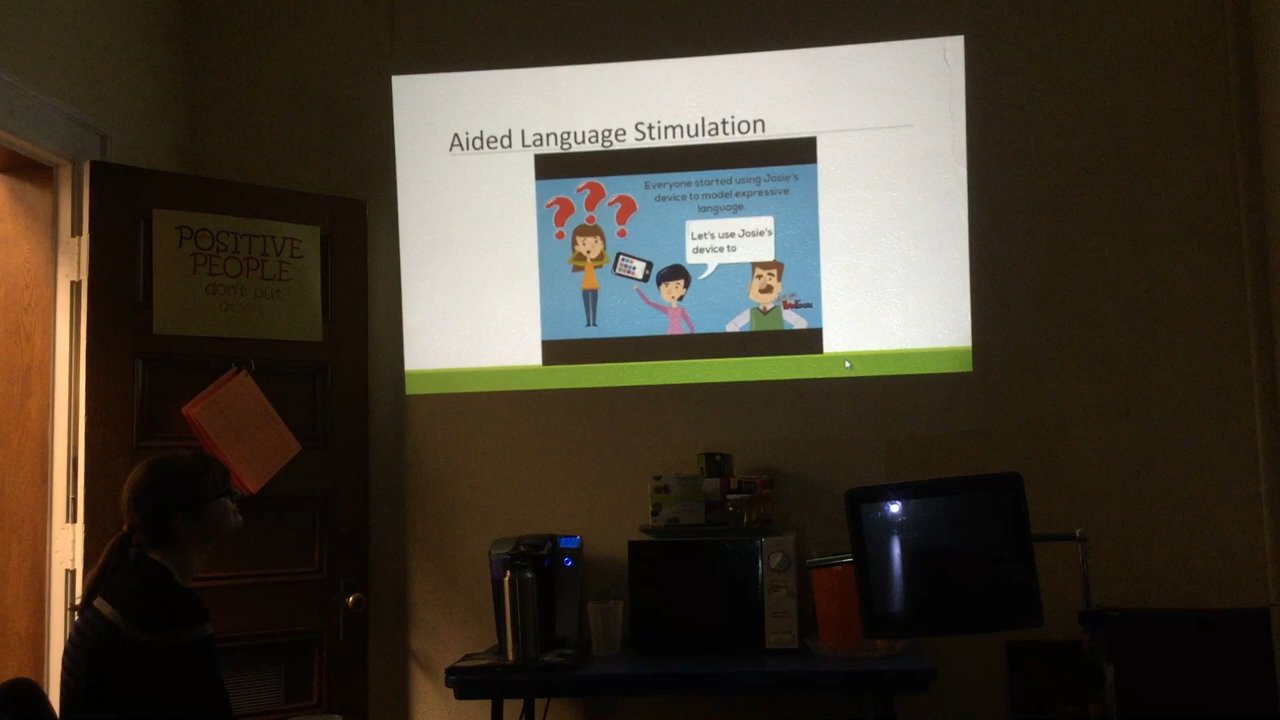 Aided Language Stimulation
Everyone started using Josie's
device to model expressive
language.
Let's use Josie's
device to
POSITIVE
PEOPLE
don't put
others